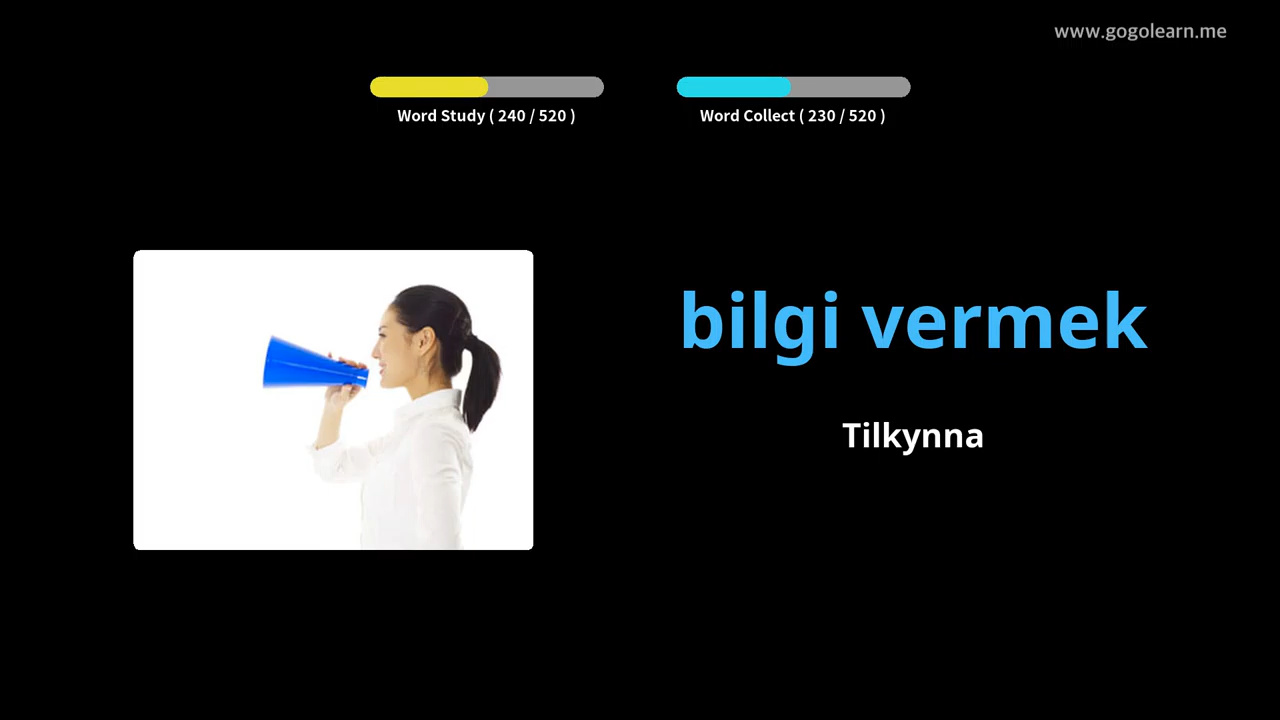 www.gogolearn.me
Word Study ( 240 / 520 )
Word Collect ( 230 / 520 )
bilgi vermek
Tilkynna